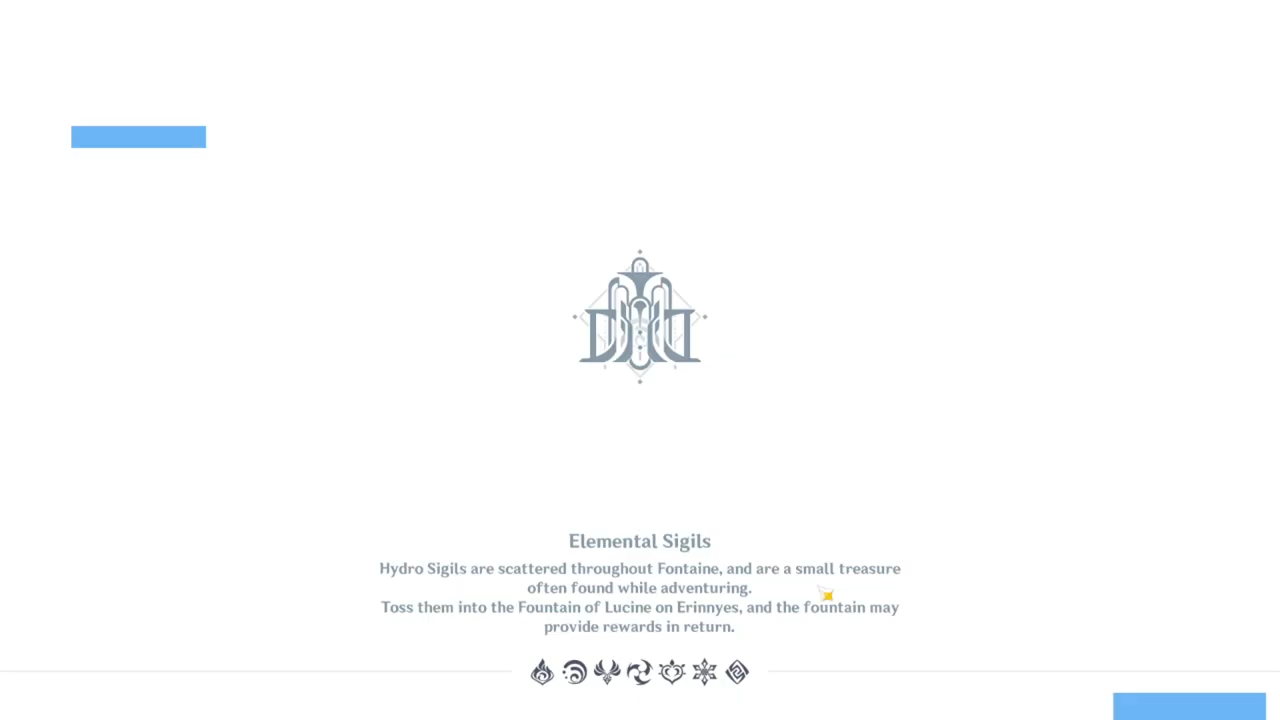 Elemental Sigils
Hydro Sigils are scattered throughout Fontaine, and are a small treasure
often found while adventuring.
Toss them into the Fountain of Lucine on Erinnyes, and the fountain may
provide rewards in return.